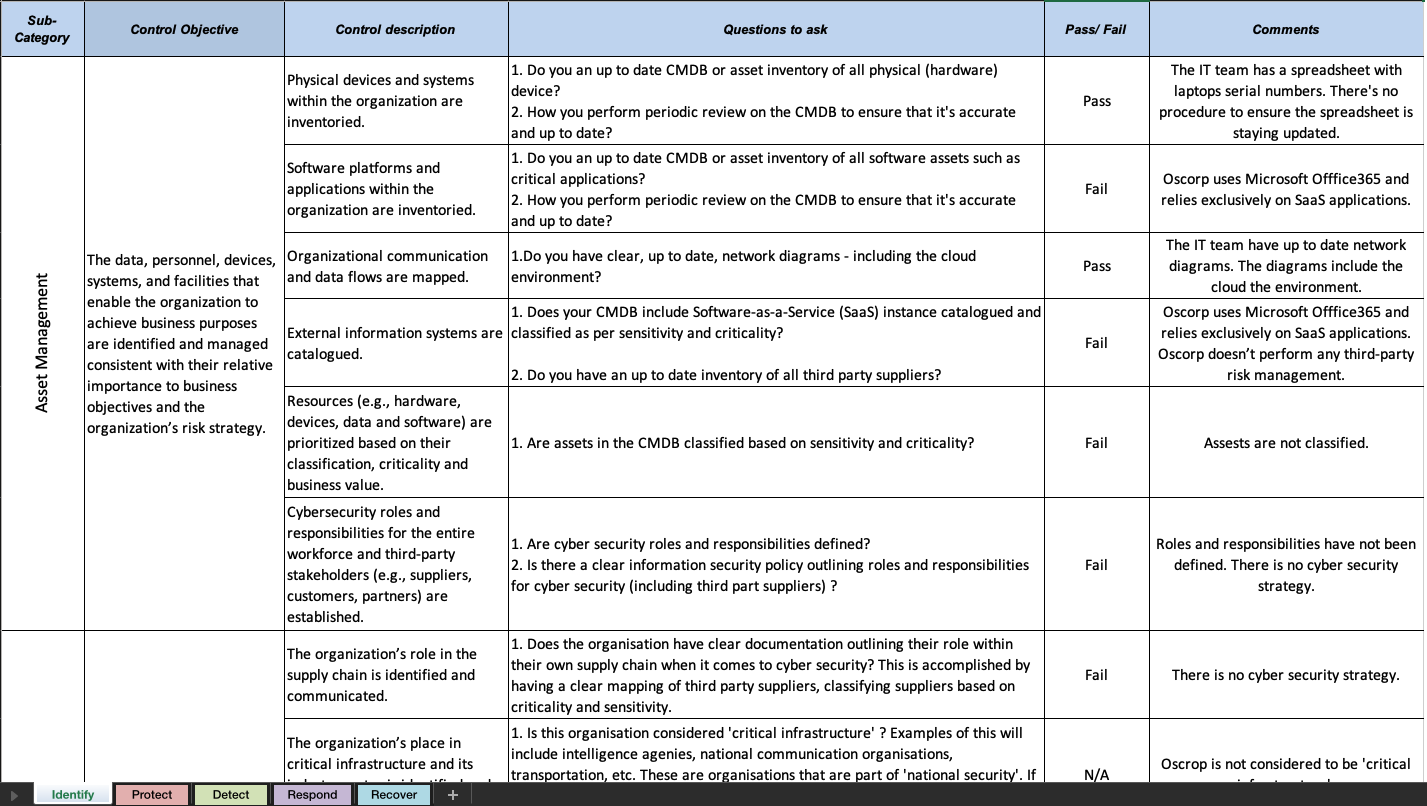 Sub-
Category
Control Objective
Control description
Questions to ask
Pass/ Fail
Comments
Asset Management
The data, personnel, devices,
systems, and facilities that
enable the organization to
achieve business purposes
are identified and managed
consistent with their relative
importance to business
objectives and the
organization’s risk strategy.
Physical devices and systems
within the organization are
inventoried.
1. Do you an up to date CMDB or asset inventory of all physical (hardware)
device?
2. How you perform periodic review on the CMDB to ensure that it's accurate
and up to date?
Pass
The IT team has a spreadsheet with
laptops serial numbers. There's no
procedure to ensure the spreadsheet is
staying updated.
Software platforms and
applications within the
organization are inventoried.
1. Do you an up to date CMDB or asset inventory of all software assets such as
critical applications?
2. How you perform periodic review on the CMDB to ensure that it's accurate
and up to date?
Fail
Oscorp uses Microsoft Offfice365 and
relies exclusively on SaaS applications.
Organizational communication
and data flows are mapped.
1.Do you have clear, up to date, network diagrams - including the cloud
environment?
Pass
The IT team have up to date network
diagrams. The diagrams include the
cloud the environment.
External information systems are
catalogued.
1. Does your CMDB include Software-as-a-Service (SaaS) instance catalogued and
classified as per sensitivity and criticality?
2. Do you have an up to date inventory of all third party suppliers?
Fail
Oscorp uses Microsoft Offfice365 and
relies exclusively on SaaS applications.
Oscorp doesn’t perform any third-party
risk management.
Resources (e.g., hardware,
devices, data and software) are
prioritized based on their
classification, criticality and
business value.
1. Are assets in the CMDB classified based on sensitivity and criticality?
Fail
Assests are not classified.
Cybersecurity roles and
responsibilities for the entire
workforce and third-party
stakeholders (e.g., suppliers,
customers, partners) are
established.
1. Are cyber security roles and responsibilities defined?
2. Is there a clear information security policy outlining roles and responsibilities
for cyber security (including third part suppliers) ?
Fail
Roles and responsibilities have not been
defined. There is no cyber security
strategy.
The organization’s role in the
supply chain is identified and
communicated.
1. Does the organisation have clear documentation outlining their role within
their own supply chain when it comes to cyber security? This is accomplished by
having a clear mapping of third party suppliers, classifying suppliers based on
criticality and sensitivity.
Fail
There is no cyber security strategy.
The organization’s place in
critical infrastructure and its
1. Is this organisation considered 'critical infrastructure' ? Examples of this will
include intelligence agenies, national communication organisations,
transportation, etc. These are organisations that are part of 'national security'. If
N/A
Oscrop is not considered to be 'critical
Identify
Protect
Detect
Respond
Recover
+